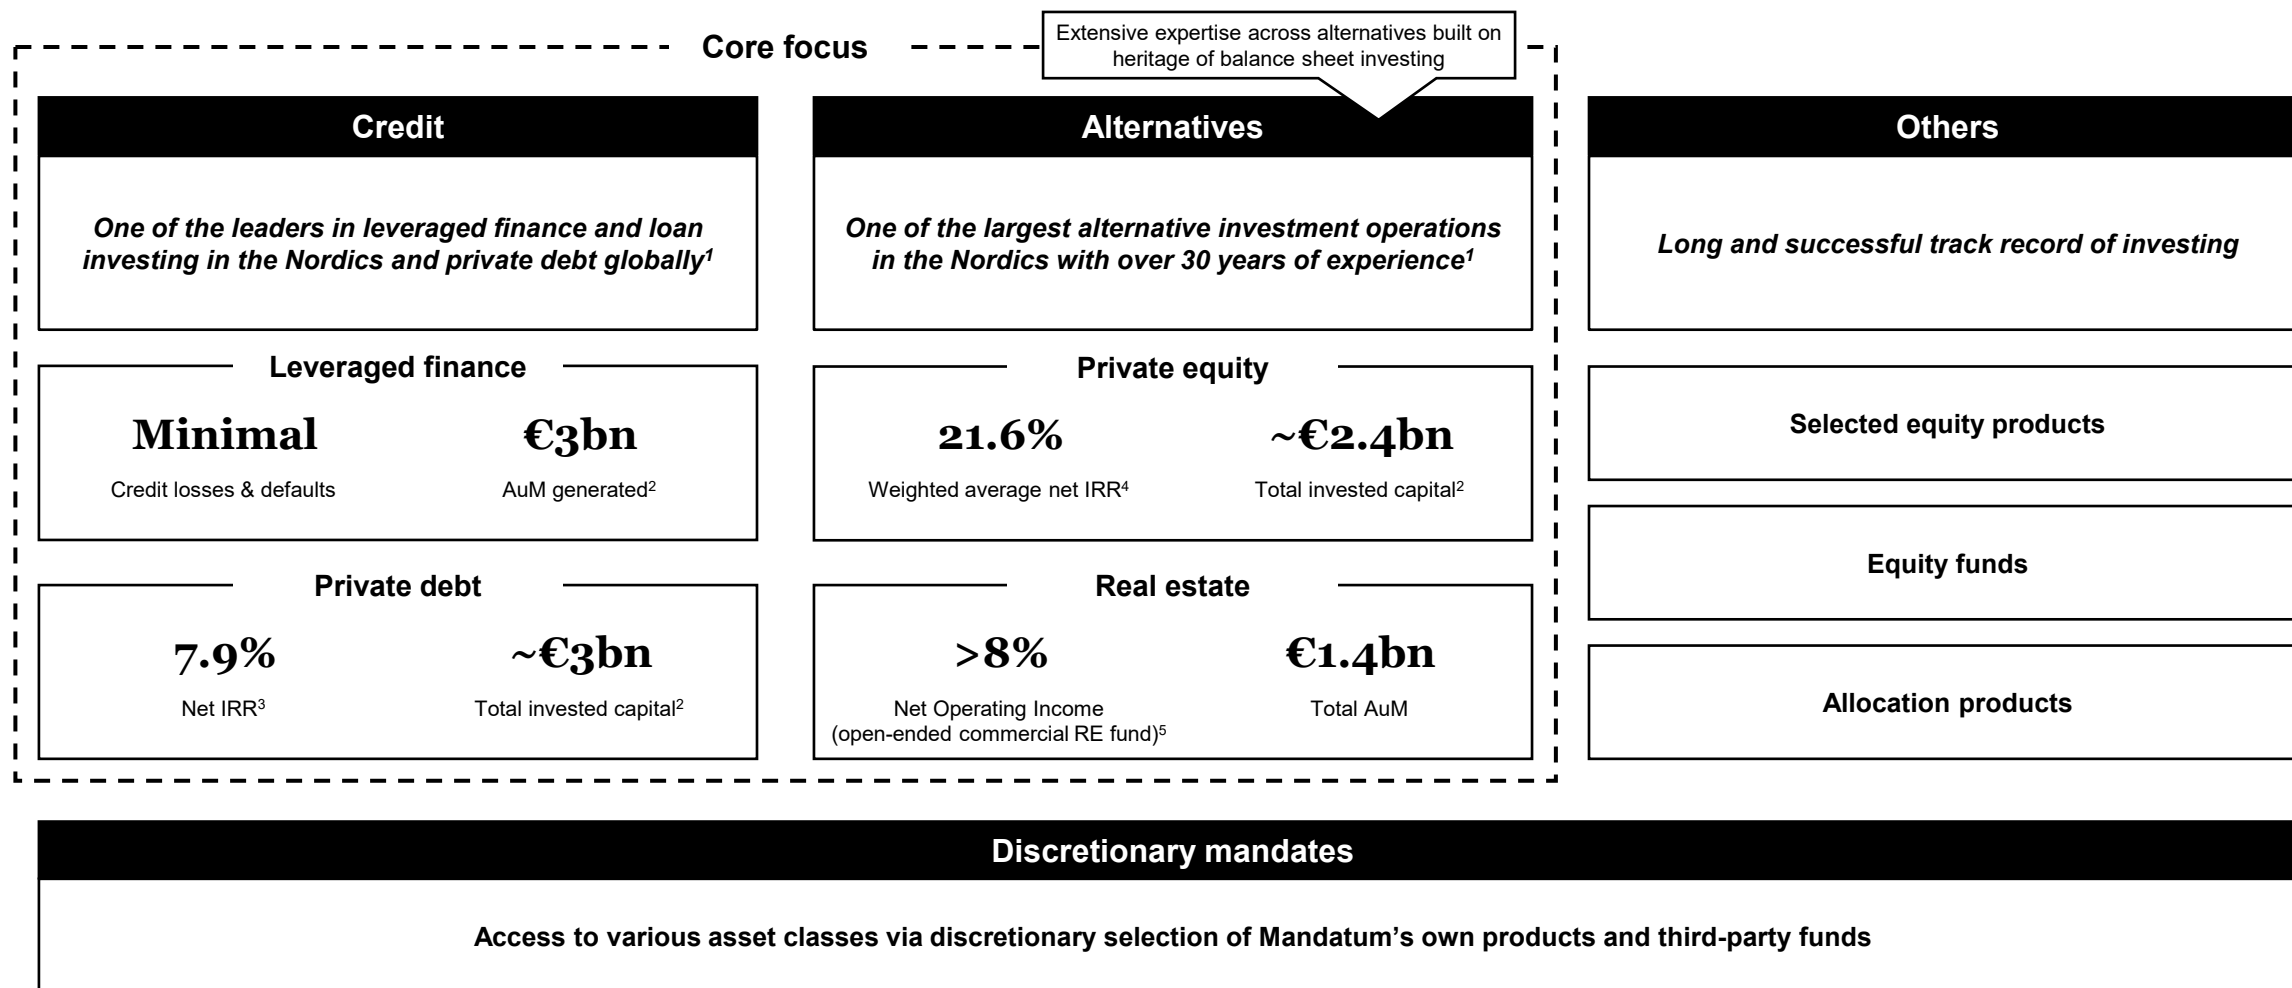 Core focus
Extensive expertise across alternatives built on
heritage of balance sheet investing
Credit
One of the leaders in leveraged finance and loan
investing in the Nordics and private debt globally¹
Leveraged finance
Minimal
Credit losses & defaults
€3bn
AuM generated²
Private debt
7.9%
Net IRR³
~€3bn
Total invested capital²
Alternatives
One of the largest alternative investment operations
in the Nordics with over 30 years of experience¹
Private equity
21.6%
Weighted average net IRR⁴
~€2.4bn
Total invested capital²
Real estate
>8%
Net Operating Income
(open-ended commercial RE fund)⁵
€1.4bn
Total AuM
Others
Long and successful track record of investing
Selected equity products
Equity funds
Allocation products
Discretionary mandates
Access to various asset classes via discretionary selection of Mandatum’s own products and third-party funds